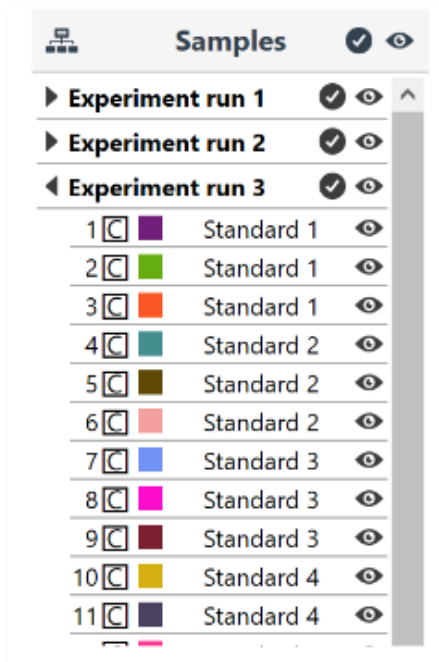 Samples
Experiment run 1
Experiment run 2
Experiment run 3
1 C Standard 1
2 C Standard 1
3 C Standard 1
4 C Standard 2
5 C Standard 2
6 C Standard 2
7 C Standard 3
8 C Standard 3
9 C Standard 3
10 C Standard 4
11 C Standard 4